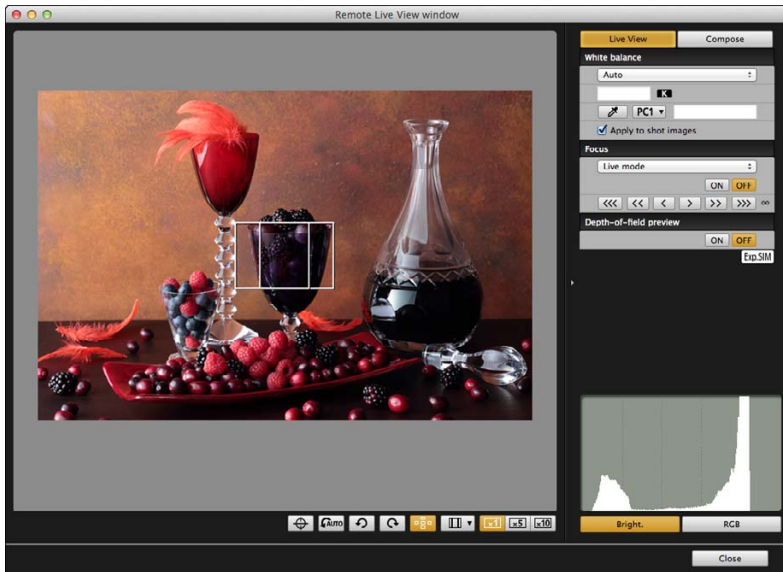 Remote Live View window
Live View Compose
White balance
Auto
K
PC1
Apply to shot images
Focus
Live mode
ON OFF
<<< << < > >> >>> ∞
Depth-of-field preview
ON OFF
Exp.SIM
AUTO x1 x5 x10
Bright. RGB
Close